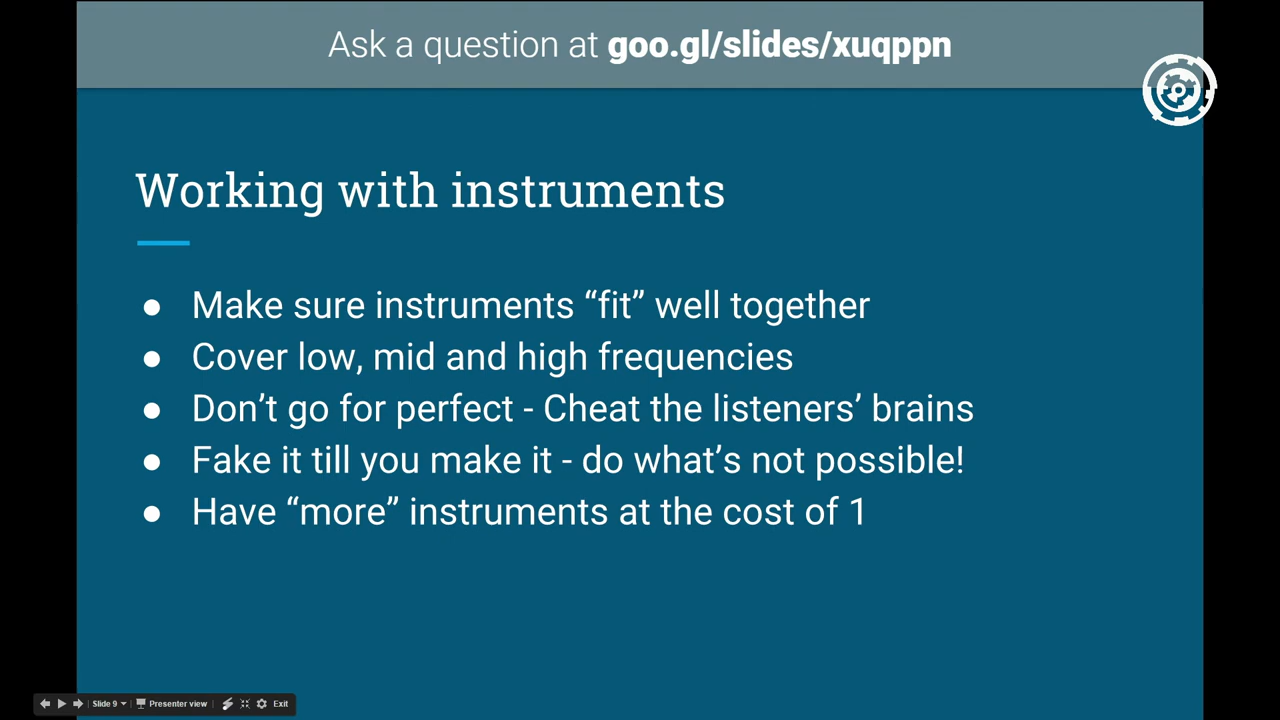 Ask a question at goo.gl/slides/xuqppn
Working with instruments
● Make sure instruments “fit” well together
● Cover low, mid and high frequencies
● Don’t go for perfect - Cheat the listeners’ brains
● Fake it till you make it - do what’s not possible!
● Have “more” instruments at the cost of 1
Slide 9 Presenter view Exit